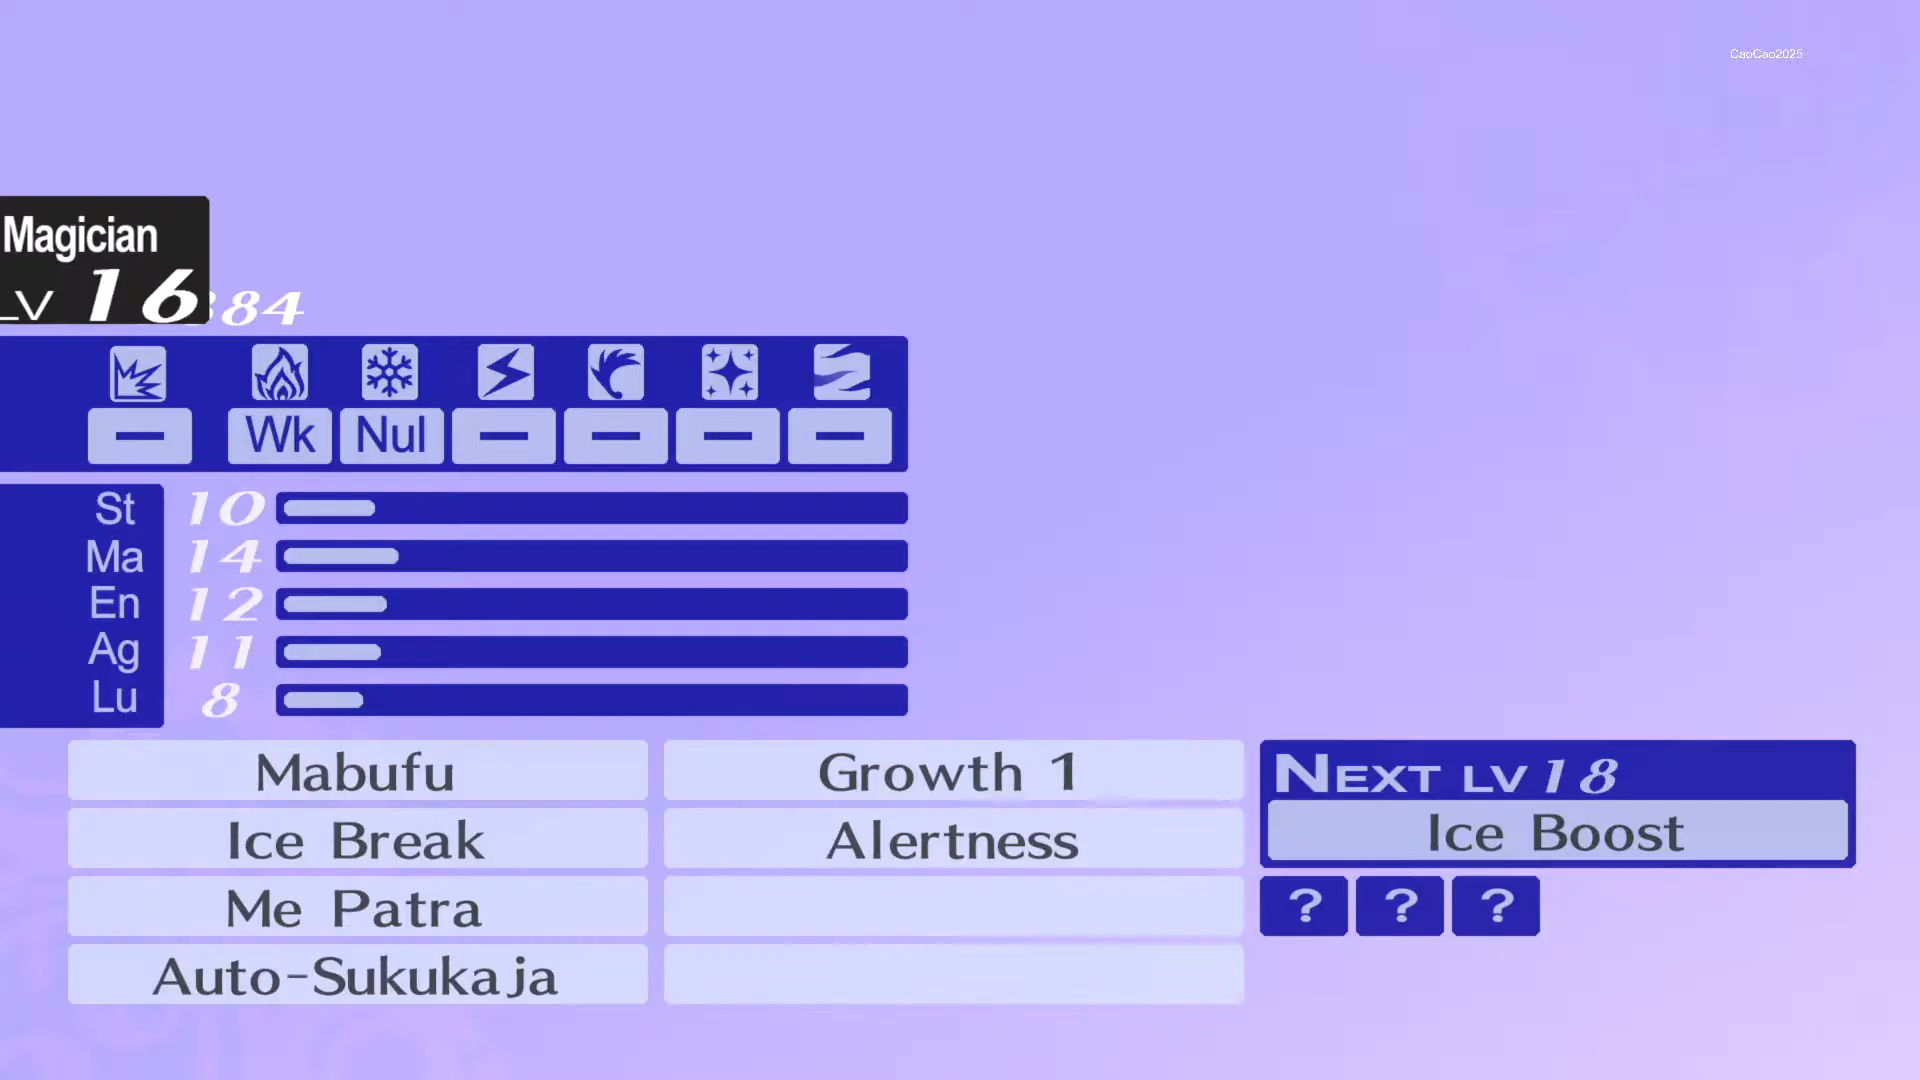 CaoCao2025
Magician
LV 16
84
— Wk Nul — — — —
St 10
Ma 14
En 12
Ag 11
Lu 8
Mabufu Growth 1 NEXT LV 18
Ice Break Alertness Ice Boost
Me Patra ? ? ?
Auto-Sukukaja